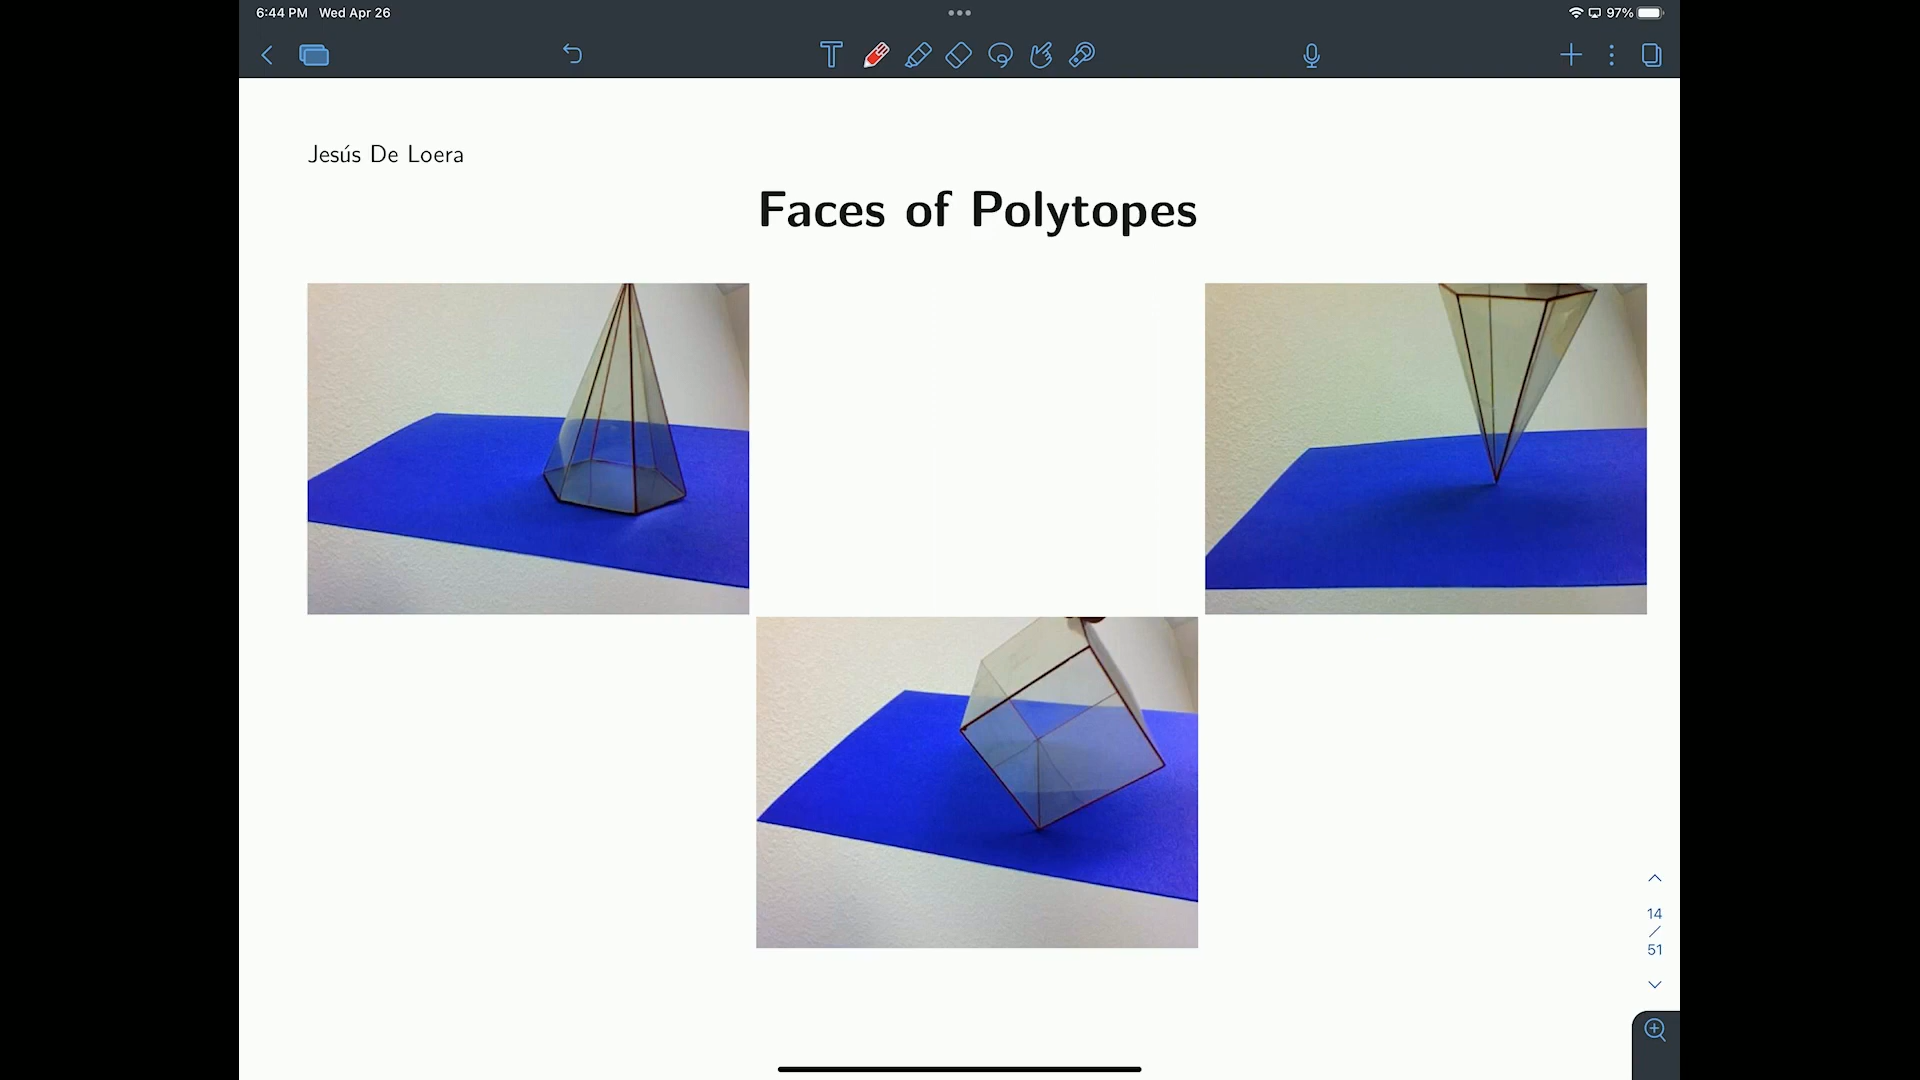 6:44 PM Wed Apr 26
97%
Jesús De Loera
Faces of Polytopes
14
/
51